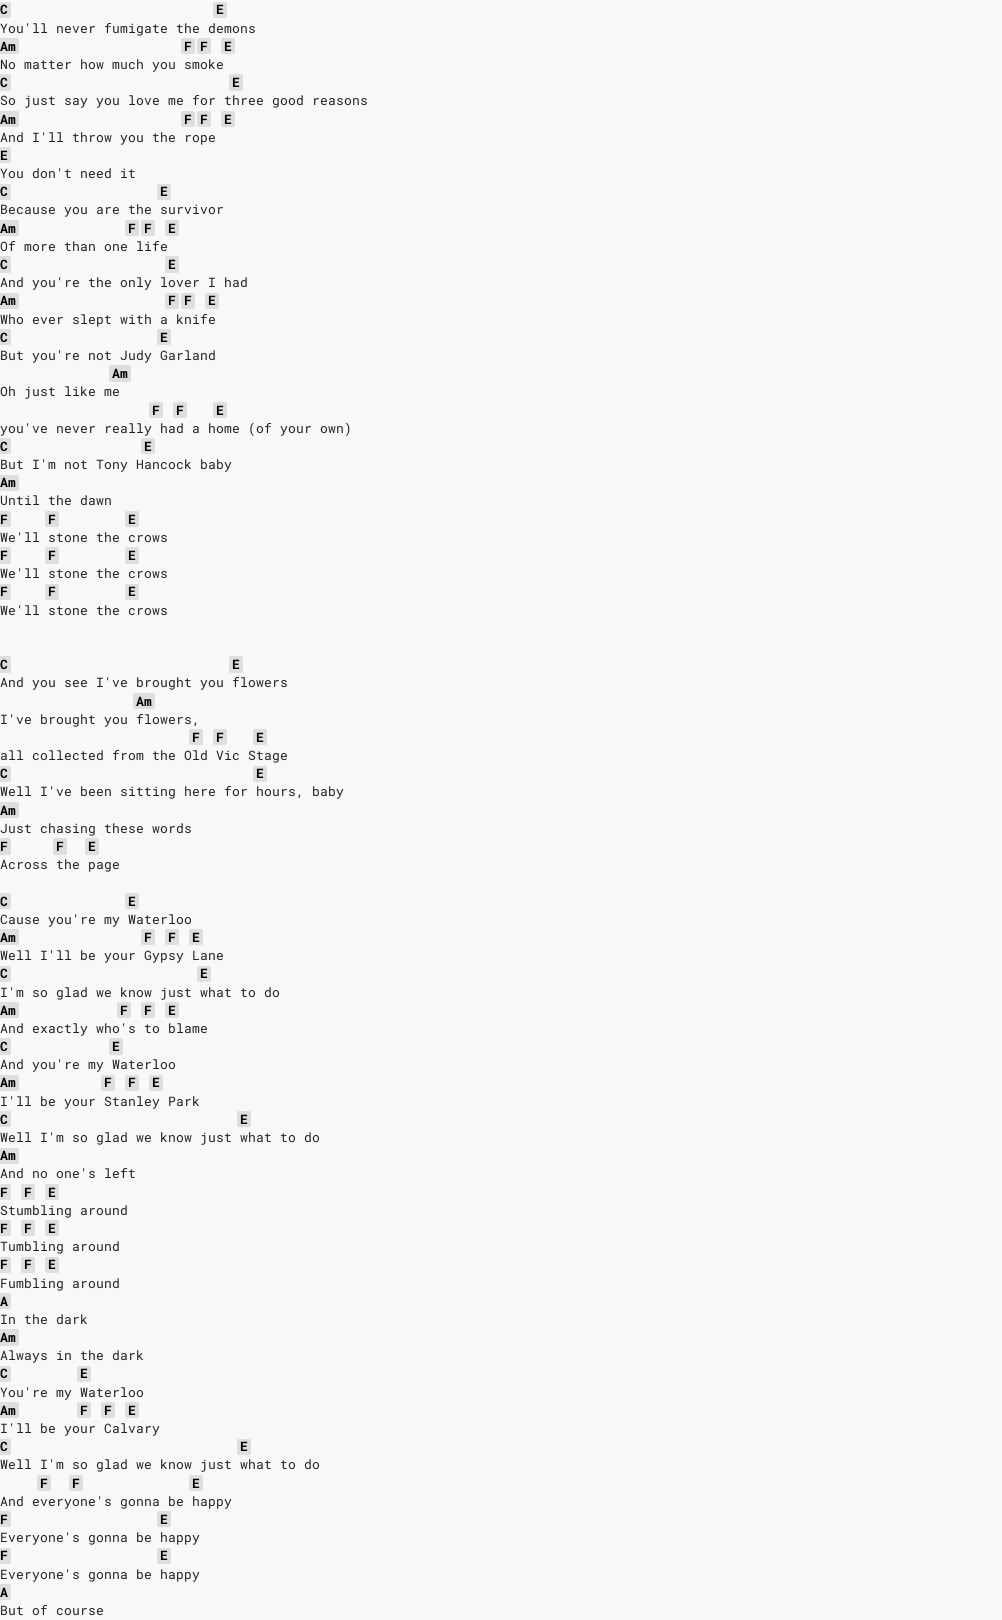 C E
You'll never fumigate the demons
Am F F E
No matter how much you smoke
C E
So just say you love me for three good reasons
Am F F E
And I'll throw you the rope
E
You don't need it
C E
Because you are the survivor
Am F F E
Of more than one life
C E
And you're the only lover I had
Am F F E
Who ever slept with a knife
C E
But you're not Judy Garland
Am
Oh just like me
F F E
you've never really had a home (of your own)
C E
But I'm not Tony Hancock baby
Am
Until the dawn
F F E
We'll stone the crows
F F E
We'll stone the crows
F F E
We'll stone the crows
C E
And you see I've brought you flowers
Am
I've brought you flowers,
F F E
all collected from the Old Vic Stage
C E
Well I've been sitting here for hours, baby
Am
Just chasing these words
F F E
Across the page
C E
Cause you're my Waterloo
Am F F E
Well I'll be your Gypsy Lane
C E
I'm so glad we know just what to do
Am F F E
And exactly who's to blame
C E
And you're my Waterloo
Am F F E
I'll be your Stanley Park
C E
Well I'm so glad we know just what to do
Am
And no one's left
F F E
Stumbling around
F F E
Tumbling around
F F E
Fumbling around
A
In the dark
Am
Always in the dark
C E
You're my Waterloo
Am F F E
I'll be your Calvary
C E
Well I'm so glad we know just what to do
F F E
And everyone's gonna be happy
F E
Everyone's gonna be happy
F E
Everyone's gonna be happy
A
But of course